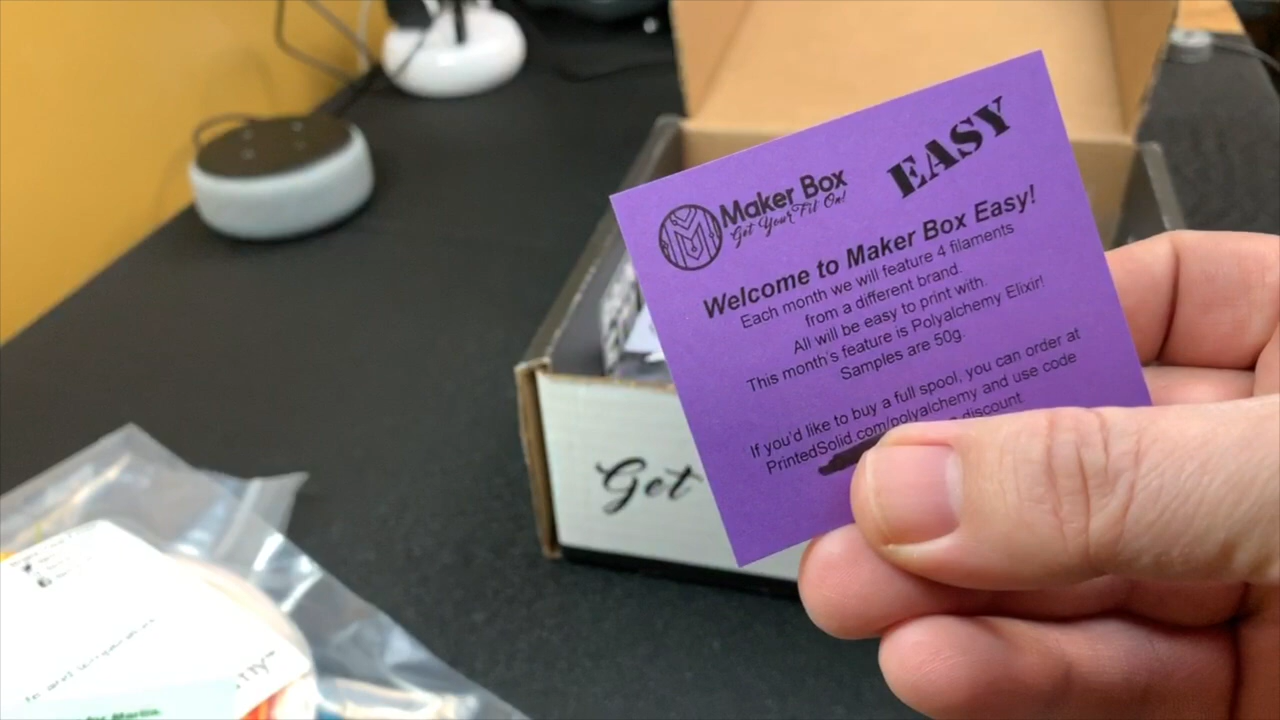 Maker Box
Get Your Fil On!
EASY
Welcome to Maker Box Easy!
Each month we will feature 4 filaments
from a different brand.
All will be easy to print with.
This month's feature is Polyalchemy Elixir!
Samples are 50g.
If you'd like to buy a full spool, you can order at
PrintedSolid.com/polyalchemy and use code
discount.
Get